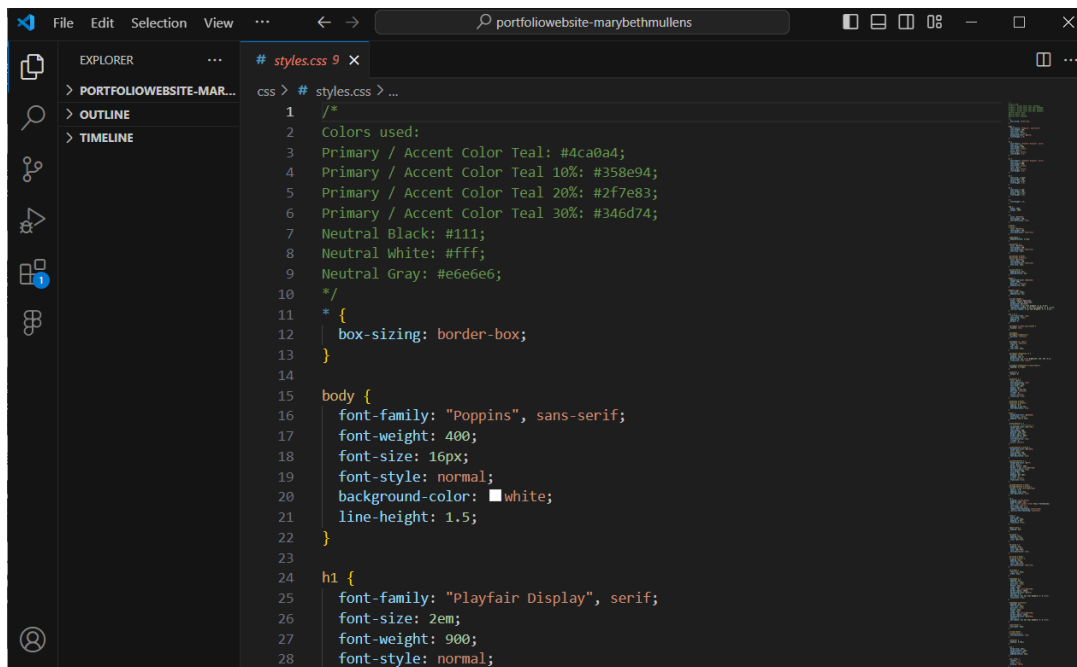 File Edit Selection View ··· portfoliowebsite-marybethmullens
EXPLORER ···
PORTFOLIOWEBSITE-MAR...
OUTLINE
TIMELINE
1
# styles.css 9
css > # styles.css > ...
1 /*
2 Colors used:
3 Primary / Accent Color Teal: #4ca0a4;
4 Primary / Accent Color Teal 10%: #358e94;
5 Primary / Accent Color Teal 20%: #2f7e83;
6 Primary / Accent Color Teal 30%: #346d74;
7 Neutral Black: #111;
8 Neutral White: #fff;
9 Neutral Gray: #e6e6e6;
10 */
11 * {
12 box-sizing: border-box;
13 }
14
15 body {
16 font-family: "Poppins", sans-serif;
17 font-weight: 400;
18 font-size: 16px;
19 font-style: normal;
20 background-color: white;
21 line-height: 1.5;
22 }
23
24 h1 {
25 font-family: "Playfair Display", serif;
26 font-size: 2em;
27 font-weight: 900;
28 font-style: normal;